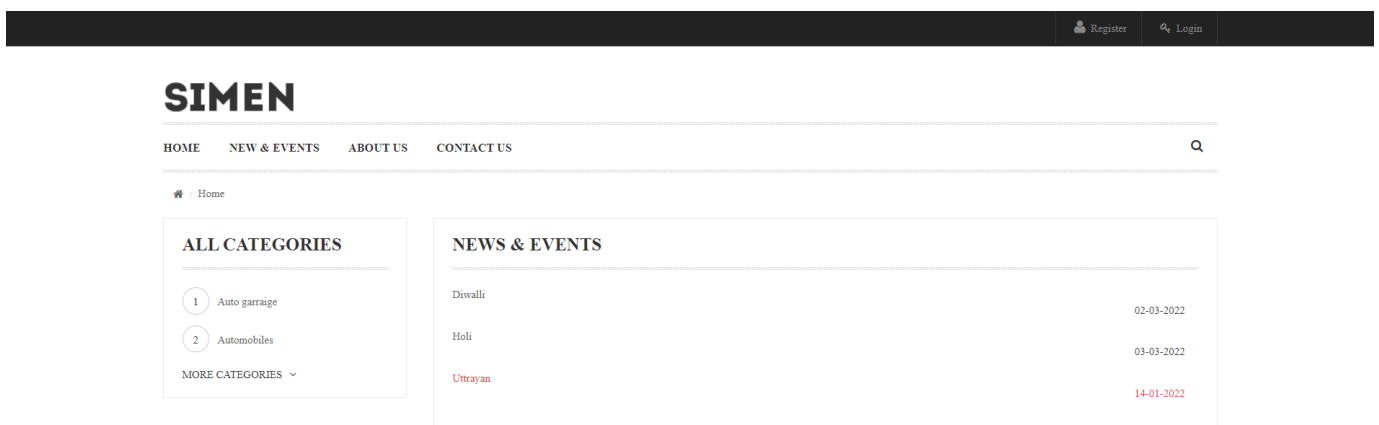 Register Login
SIMEN
HOME NEW & EVENTS ABOUT US CONTACT US
/ Home
ALL CATEGORIES
1 Auto garraige
2 Automobiles
MORE CATEGORIES
NEWS & EVENTS
Diwalli
02-03-2022
Holi
03-03-2022
Uttrayan
14-01-2022